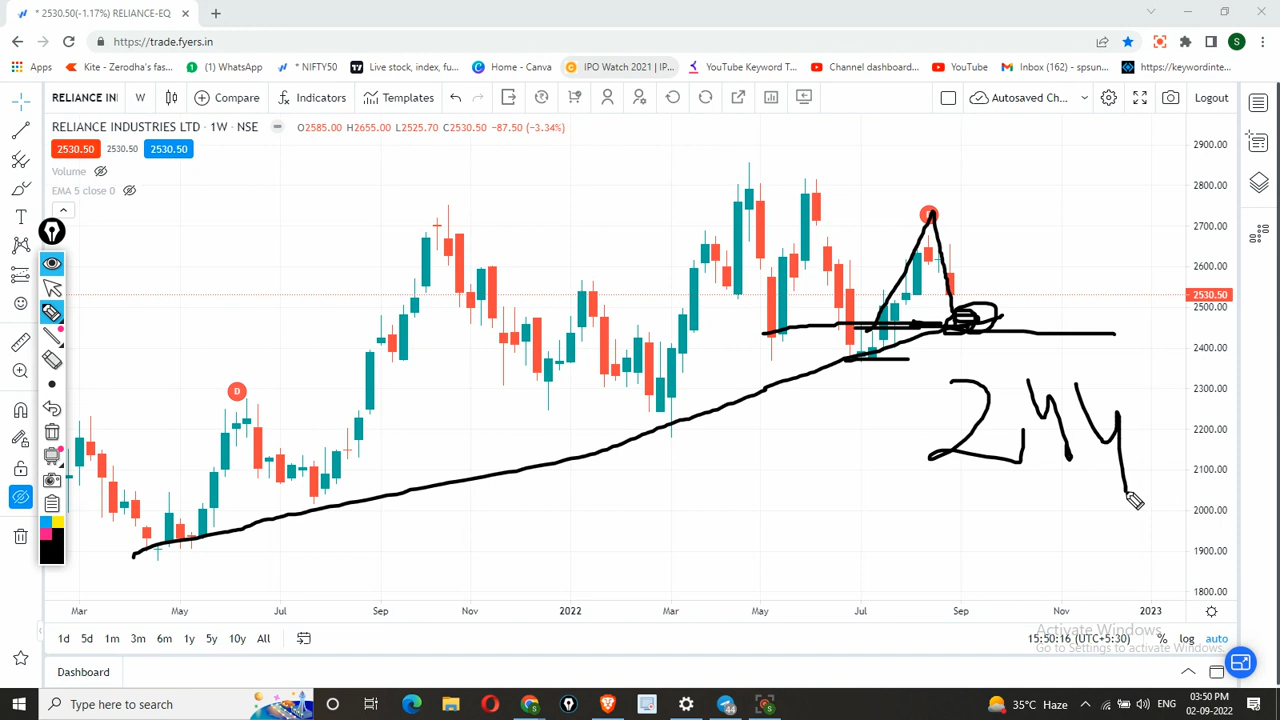 * 2530.50(-1.17%) RELIANCE-EQ
https://trade.fyers.in
S
Apps
Kite - Zerodha's fas...
(1) WhatsApp
* NIFTY50
Live stock, index, fu...
Home - Canva
IPO Watch 2021 | IP...
YouTube Keyword T...
Channel dashboard...
YouTube
Inbox (162) - spsun...
https://keywordinte...
RELIANCE IN
W
Compare
Indicators
Templates
Autosaved Ch...
Logout
RELIANCE INDUSTRIES LTD · 1W · NSE
O2585.00 H2655.00 L2525.70 C2530.50 -87.50 (-3.34%)
2530.50 2530.50 2530.50
Volume
EMA 5 close 0
2900.00
2800.00
2700.00
2600.00
2530.50
2500.00
2400.00
2300.00
2200.00
2100.00
2000.00
1900.00
1800.00
D
T
244
Mar May Jul Sep Nov 2022 Mar May Jul Sep Nov 2023
1d 5d 1m 3m 6m 1y 5y 10y All
15:50:16 (UTC+5:30) % log auto
Activate Windows
Go to Settings to activate Windows.
Dashboard
Type here to search
35°C Haze
03:50 PM
02-09-2022